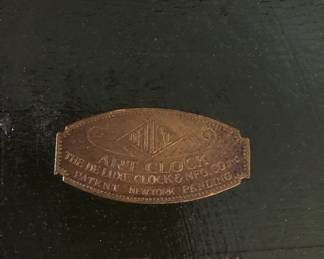 ART CLOCK
THE DE LUXE CLOCK & MFG. CO. INC.
PATENT NEW YORK PENDING